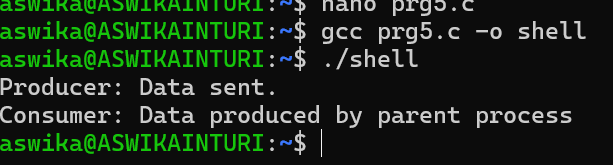 aswika@ASWIKAINTURI:~$ nano prg5.c
aswika@ASWIKAINTURI:~$ gcc prg5.c -o shell
aswika@ASWIKAINTURI:~$ ./shell
Producer: Data sent.
Consumer: Data produced by parent process
aswika@ASWIKAINTURI:~$